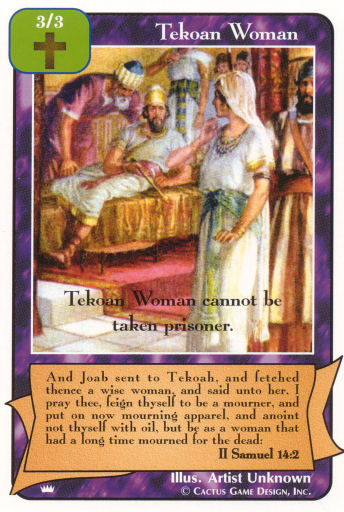 3/3
Tekoan Woman
Tekoan Woman cannot be
taken prisoner.
And Joab sent to Tekoah, and fetched
thence a wise woman, and said unto her, I
pray thee, feign thyself to be a mourner, and
put on now mourning apparel, and anoint
not thyself with oil, but be as a woman that
had a long time mourned for the dead:
II Samuel 14:2
Illus. Artist Unknown
© Cactus Game Design, Inc.